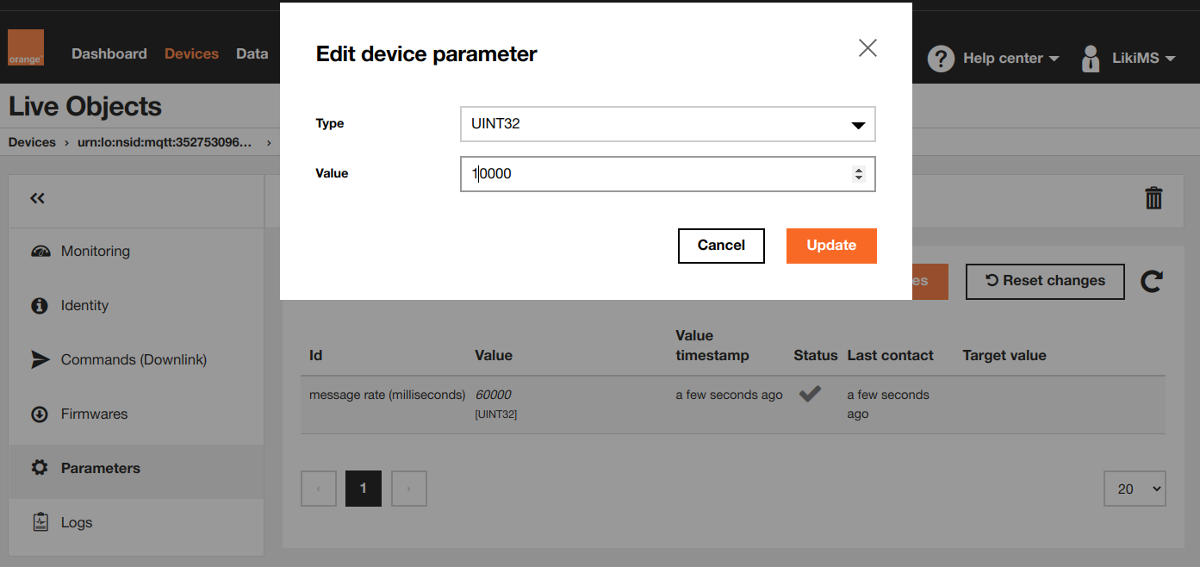 orange
Dashboard Devices Data
Help center
LikiMS
Live Objects
Devices › urn:lo:nsid:mqtt:352753096... ›
Edit device parameter
Type
UINT32
Value
10000
Cancel
Update
«
Monitoring
Identity
Commands (Downlink)
Firmwares
Parameters
Logs
es
Reset changes
Id Value Value timestamp Status Last contact Target value
message rate (milliseconds) 60000 a few seconds ago a few seconds
[UINT32] ago
‹ 1 ›
20